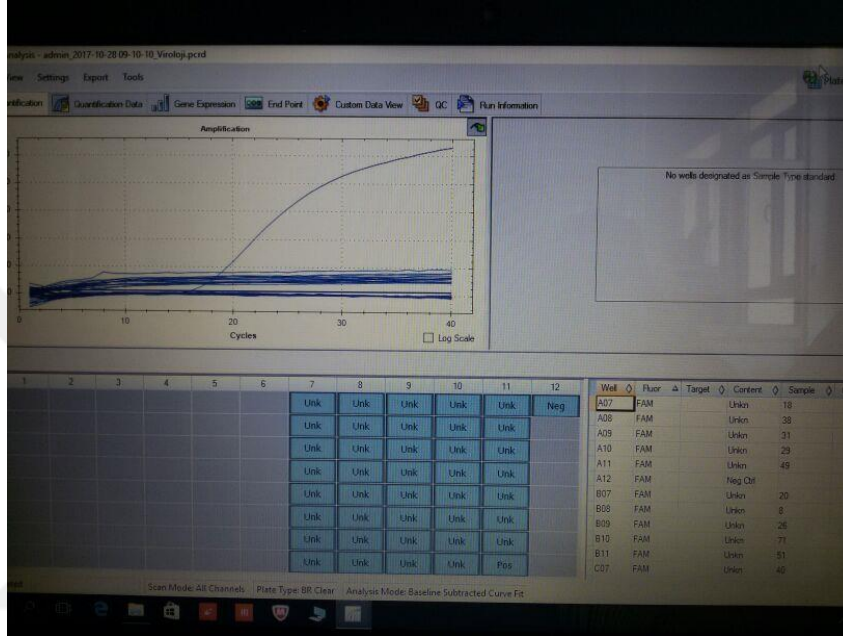 nalysis - admin_2017-10-28 09-10-10_Viroloji.pcrd
View Settings Export Tools
Plate
ntification Quantification Data Gene Expression End Point Custom Data View QC Run Information
Amplification
No wells designated as Sample Type standard
0 10 20 30 40
Cycles
Log Scale
1 2 3 4 5 6 7 8 9 10 11 12
Unk Unk Unk Unk Unk Neg
Unk Unk Unk Unk Unk
Unk Unk Unk Unk Unk
Unk Unk Unk Unk Unk
Unk Unk Unk Unk Unk
Unk Unk Unk Unk Unk
Unk Unk Unk Unk Unk
Unk Unk Unk Unk Pos
Well Fluor Target Content Sample
A07 FAM Unkn 18
A08 FAM Unkn 38
A09 FAM Unkn 31
A10 FAM Unkn 29
A11 FAM Unkn 49
A12 FAM Neg Ctrl
B07 FAM Unkn 20
B08 FAM Unkn 8
B09 FAM Unkn 26
B10 FAM Unkn 71
B11 FAM Unkn 51
C07 FAM Unkn 40
Scan Mode: All Channels Plate Type: BR Clear Analysis Mode: Baseline Subtracted Curve Fit